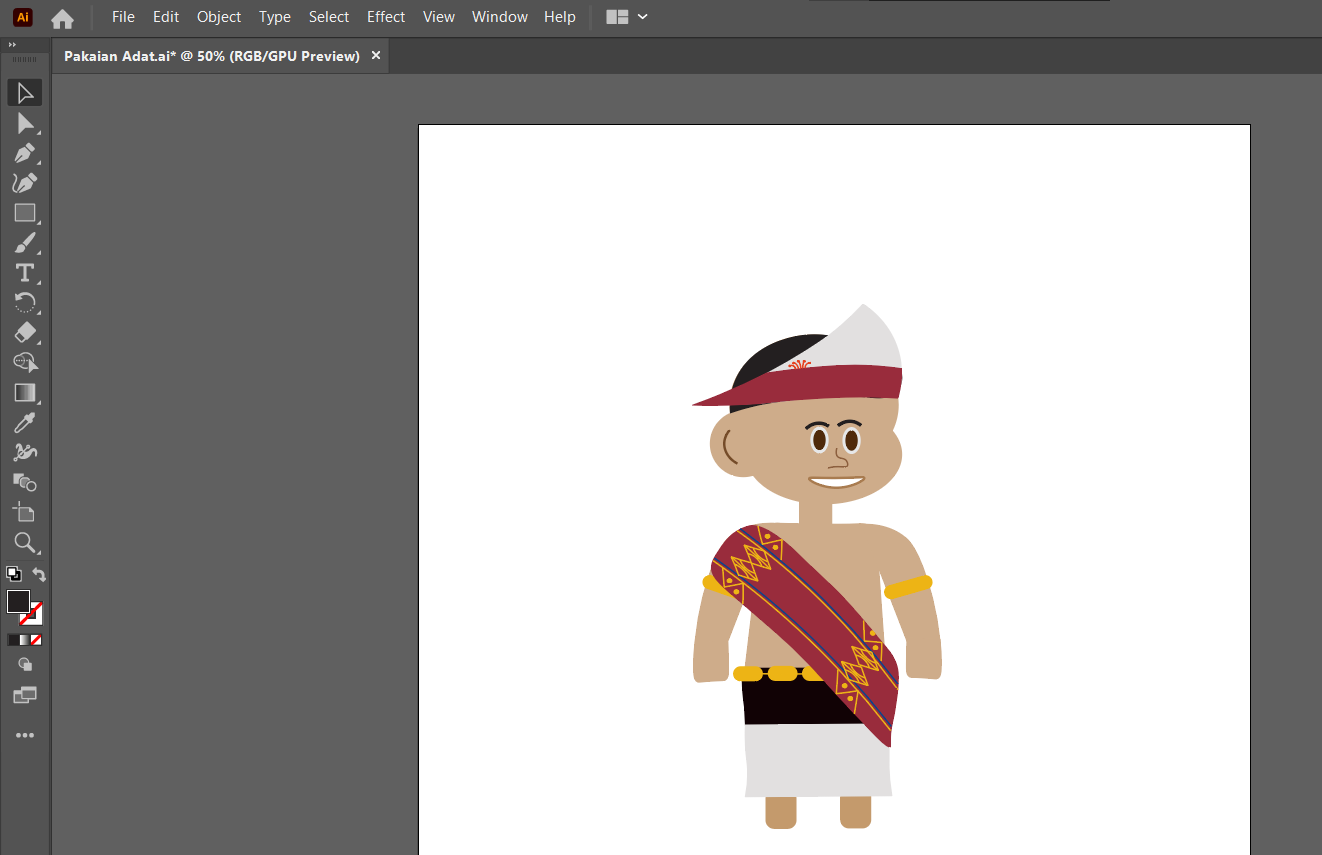 Ai File Edit Object Type Select Effect View Window Help
Pakaian Adat.ai* @ 50% (RGB/GPU Preview) ×